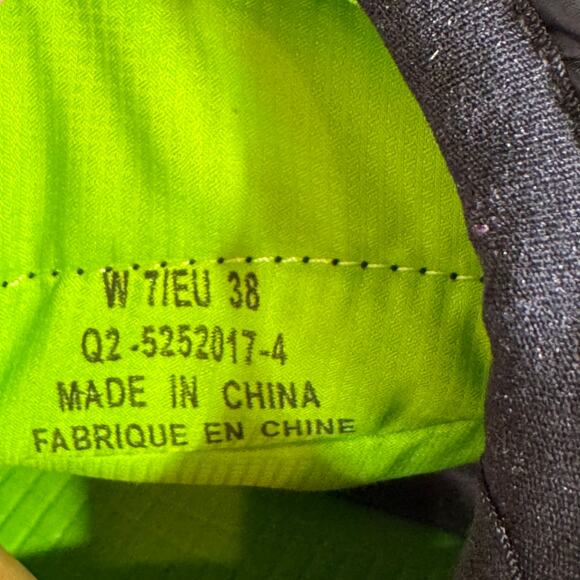 W 7/EU 38
Q2-5252017-4
MADE IN CHINA
FABRIQUE EN CHINE